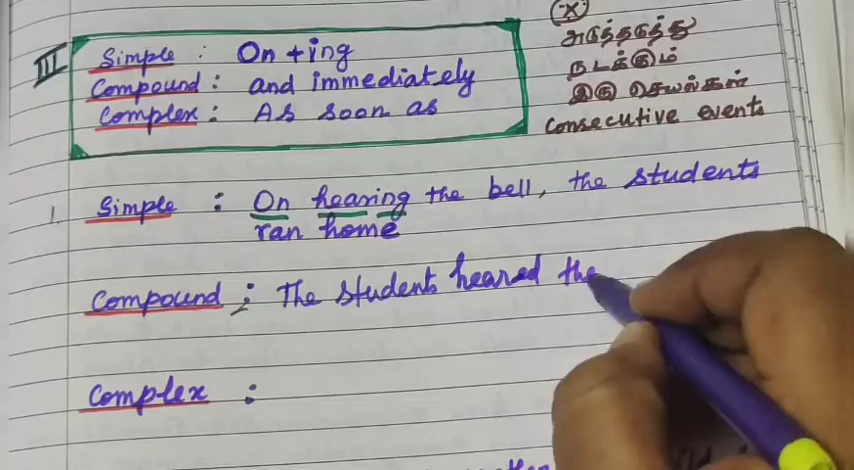 III
Simple : On + ing
Compound : and immediately
Complex : As soon as
(x)
அடுத்தடுத்து
நடக்கும்
இரு செயல்கள்
Consecutive events
1. Simple : On hearing the bell, the students
ran home
Compound : The students heared the
Complex :